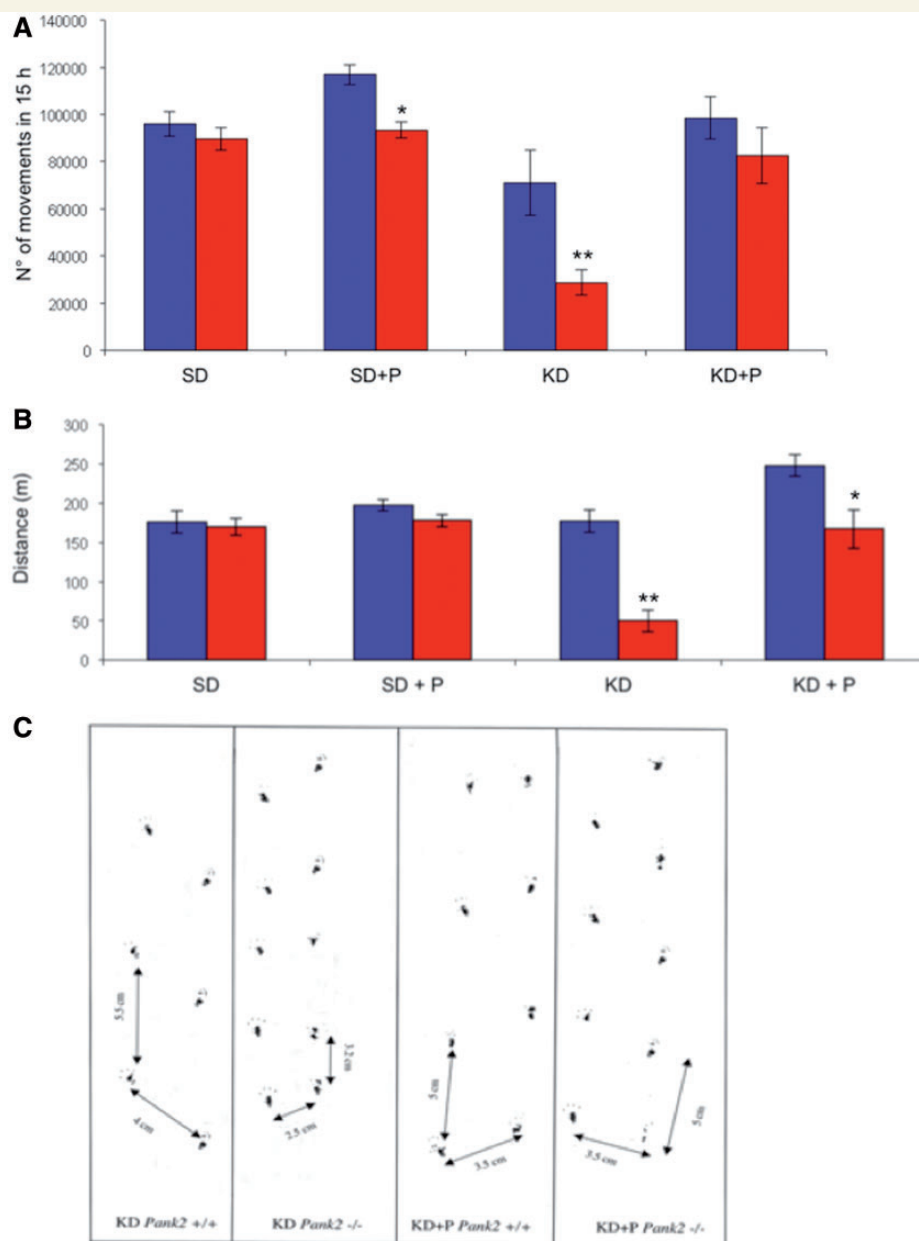 A
N° of movements in 15 h
140000
120000
100000
80000
60000
40000
20000
0
*
**
SD
SD+P
KD
KD+P
B
Distance (m)
300
250
200
150
100
50
0
**
*
SD
SD + P
KD
KD + P
C
5.5 cm
4 cm
3.2 cm
2.5 cm
5 cm
3.5 cm
5 cm
3.5 cm
KD Pank2 +/+
KD Pank2 -/-
KD+P Pank2 +/+
KD+P Pank2 -/-